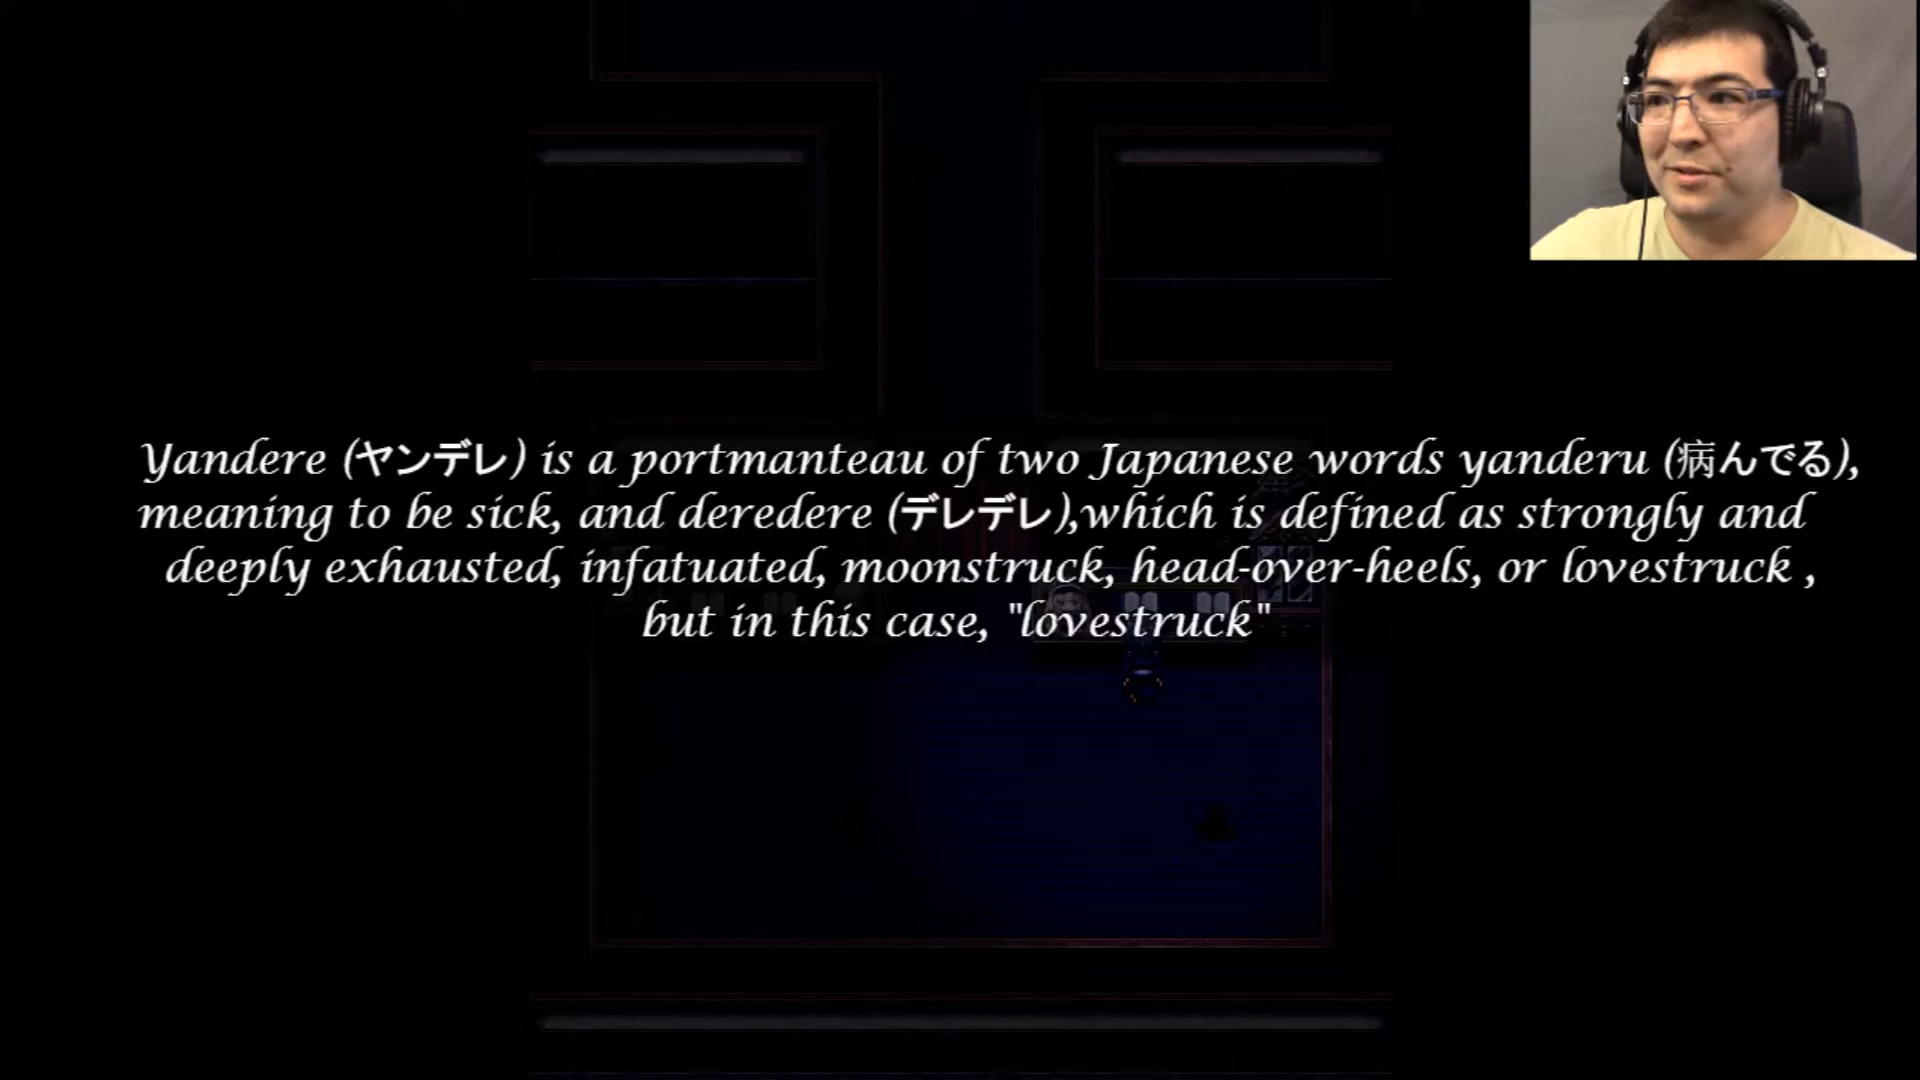 Yandere (ヤンデレ) is a portmanteau of two Japanese words yanderu (病んでる),
meaning to be sick, and deredere (デレデレ),which is defined as strongly and
deeply exhausted, infatuated, moonstruck, head-over-heels, or lovestruck ,
but in this case, "lovestruck"